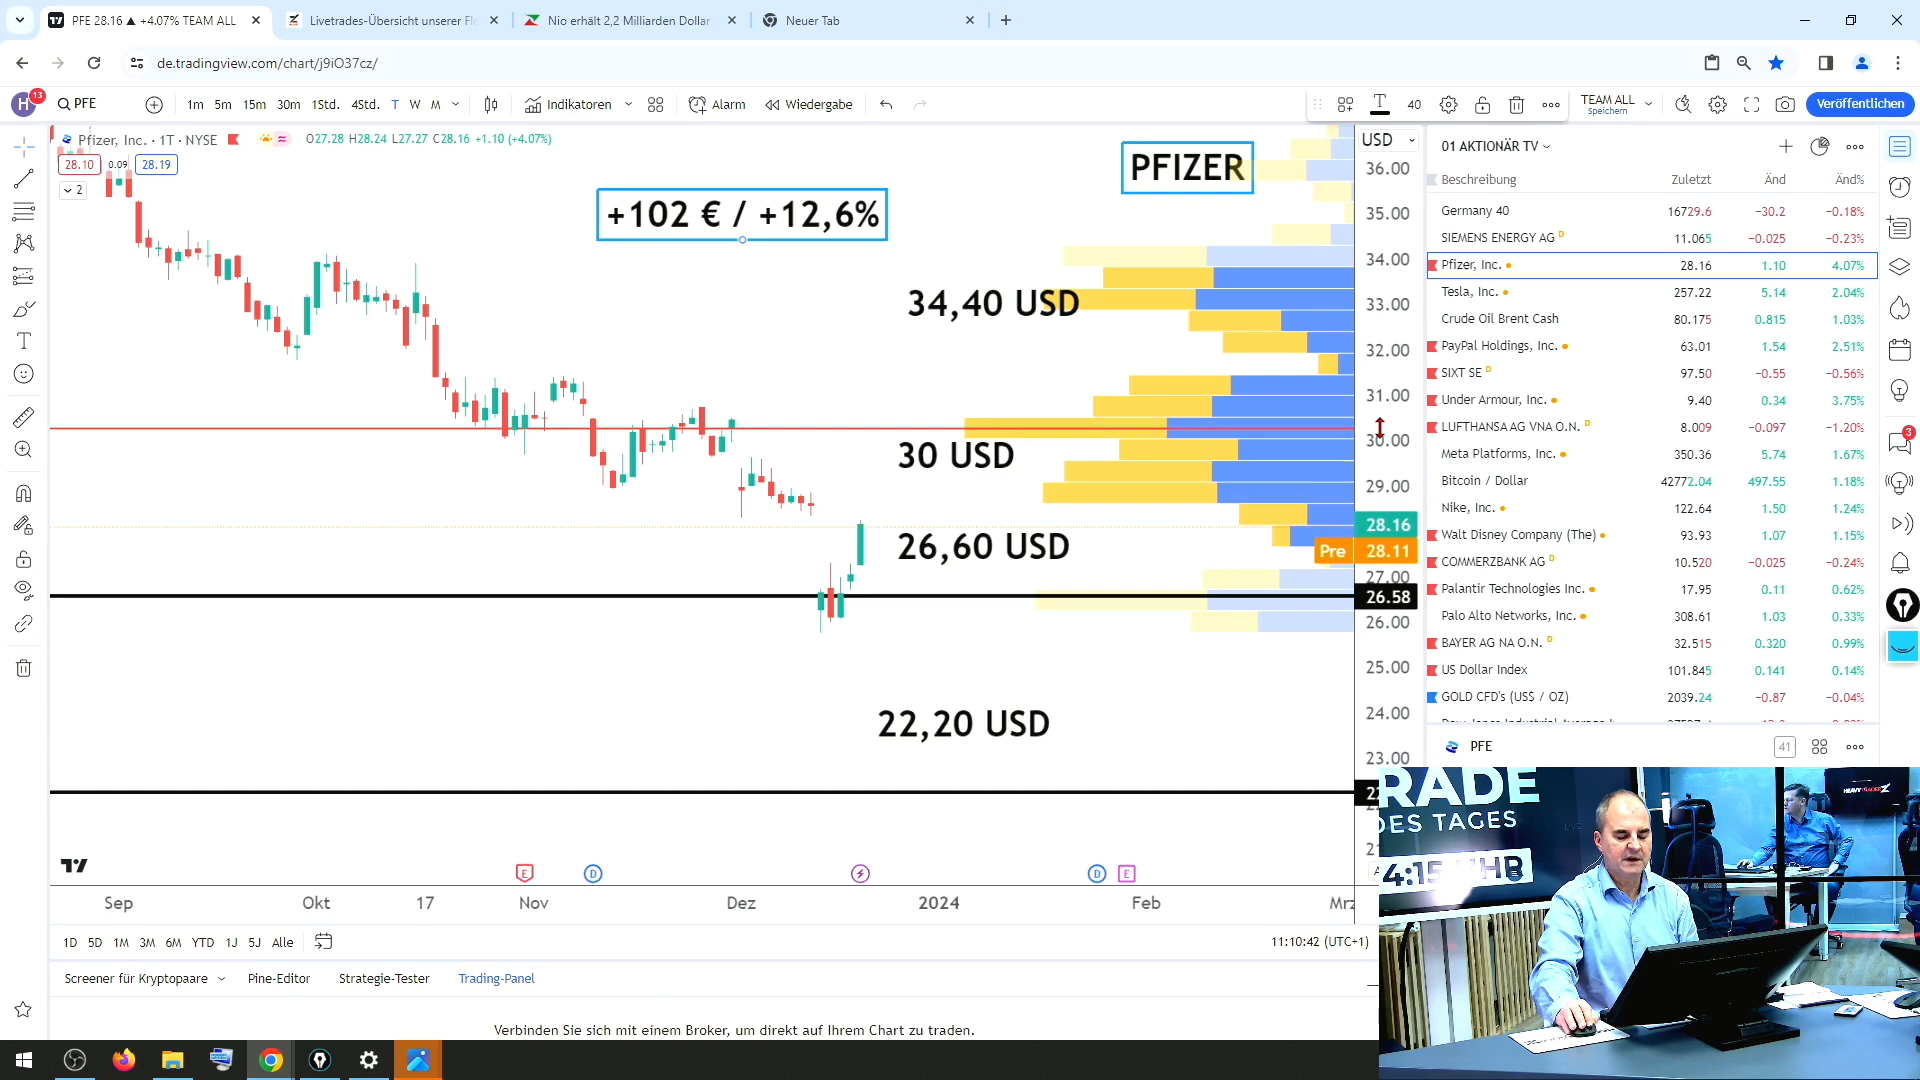 PFE 28.16 ▲ +4.07% TEAM ALL
Livetrades-Übersicht unserer Fl
Nio erhält 2,2 Milliarden Dollar
Neuer Tab
de.tradingview.com/chart/j9iO37cz/
H 13
PFE
1m 5m 15m 30m 1Std. 4Std. T W M
Indikatoren
Alarm
Wiedergabe
T 40
TEAM ALL
Speichern
Veröffentlichen
Pfizer, Inc. · 1T · NYSE
O27.28 H28.24 L27.27 C28.16 +1.10 (+4.07%)
28.10 0.09 28.19
2
+102 € / +12,6%
PFIZER
34,40 USD
30 USD
26,60 USD
22,20 USD
USD
36.00
35.00
34.00
33.00
32.00
31.00
30.00
29.00
28.16
Pre 28.11
27.00
26.58
26.00
25.00
24.00
23.00
E D D E
Sep Okt 17 Nov Dez 2024 Feb Mrz
1D 5D 1M 3M 6M YTD 1J 5J Alle
11:10:42 (UTC+1)
Screener für Kryptopaare
Pine-Editor
Strategie-Tester
Trading-Panel
Verbinden Sie sich mit einem Broker, um direkt auf Ihrem Chart zu traden.
01 AKTIONÄR TV
Beschreibung Zuletzt Änd Änd%
Germany 40 16729.6 −30.2 −0.18%
SIEMENS ENERGY AG D 11.065 −0.025 −0.23%
Pfizer, Inc. 28.16 1.10 4.07%
Tesla, Inc. 257.22 5.14 2.04%
Crude Oil Brent Cash 80.175 0.815 1.03%
PayPal Holdings, Inc. 63.01 1.54 2.51%
SIXT SE D 97.50 −0.55 −0.56%
Under Armour, Inc. 9.40 0.34 3.75%
LUFTHANSA AG VNA O.N. D 8.009 −0.097 −1.20%
Meta Platforms, Inc. 350.36 5.74 1.67%
Bitcoin / Dollar 42772.04 497.55 1.18%
Nike, Inc. 122.64 1.50 1.24%
Walt Disney Company (The) 93.93 1.07 1.15%
COMMERZBANK AG D 10.520 −0.025 −0.24%
Palantir Technologies Inc. 17.95 0.11 0.62%
Palo Alto Networks, Inc. 308.61 1.03 0.33%
BAYER AG NA O.N. D 32.515 0.320 0.99%
US Dollar Index 101.845 0.141 0.14%
GOLD CFD's (US$ / OZ) 2039.24 −0.87 −0.04%
PFE
41
3
RADE
DES TAGES
4:15 UHR
HEAVYTRADERZ